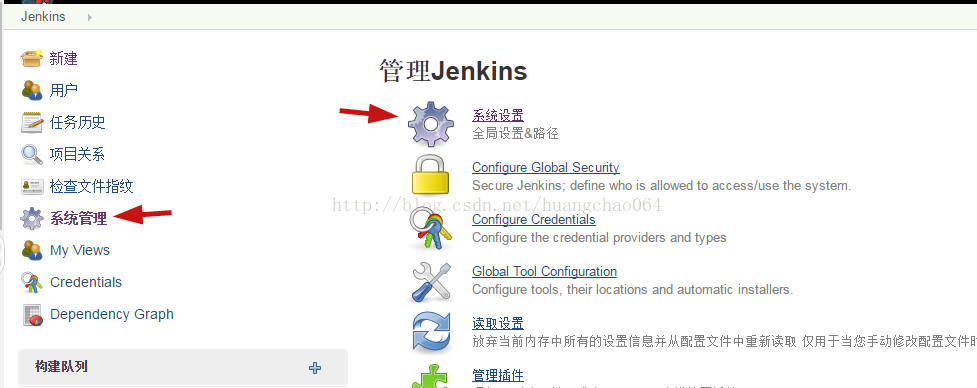 Jenkins
新建
用户
任务历史
项目关系
检查文件指纹
系统管理
My Views
Credentials
Dependency Graph
构建队列
管理Jenkins
系统设置
全局设置&路径
Configure Global Security
Secure Jenkins; define who is allowed to access/use the system.
http://blog.csdn.net/huangchao064
Configure Credentials
Configure the credential providers and types
Global Tool Configuration
Configure tools, their locations and automatic installers.
读取设置
放弃当前内存中所有的设置信息并从配置文件中重新读取 仅用于当您手动修改配置文件时
管理插件